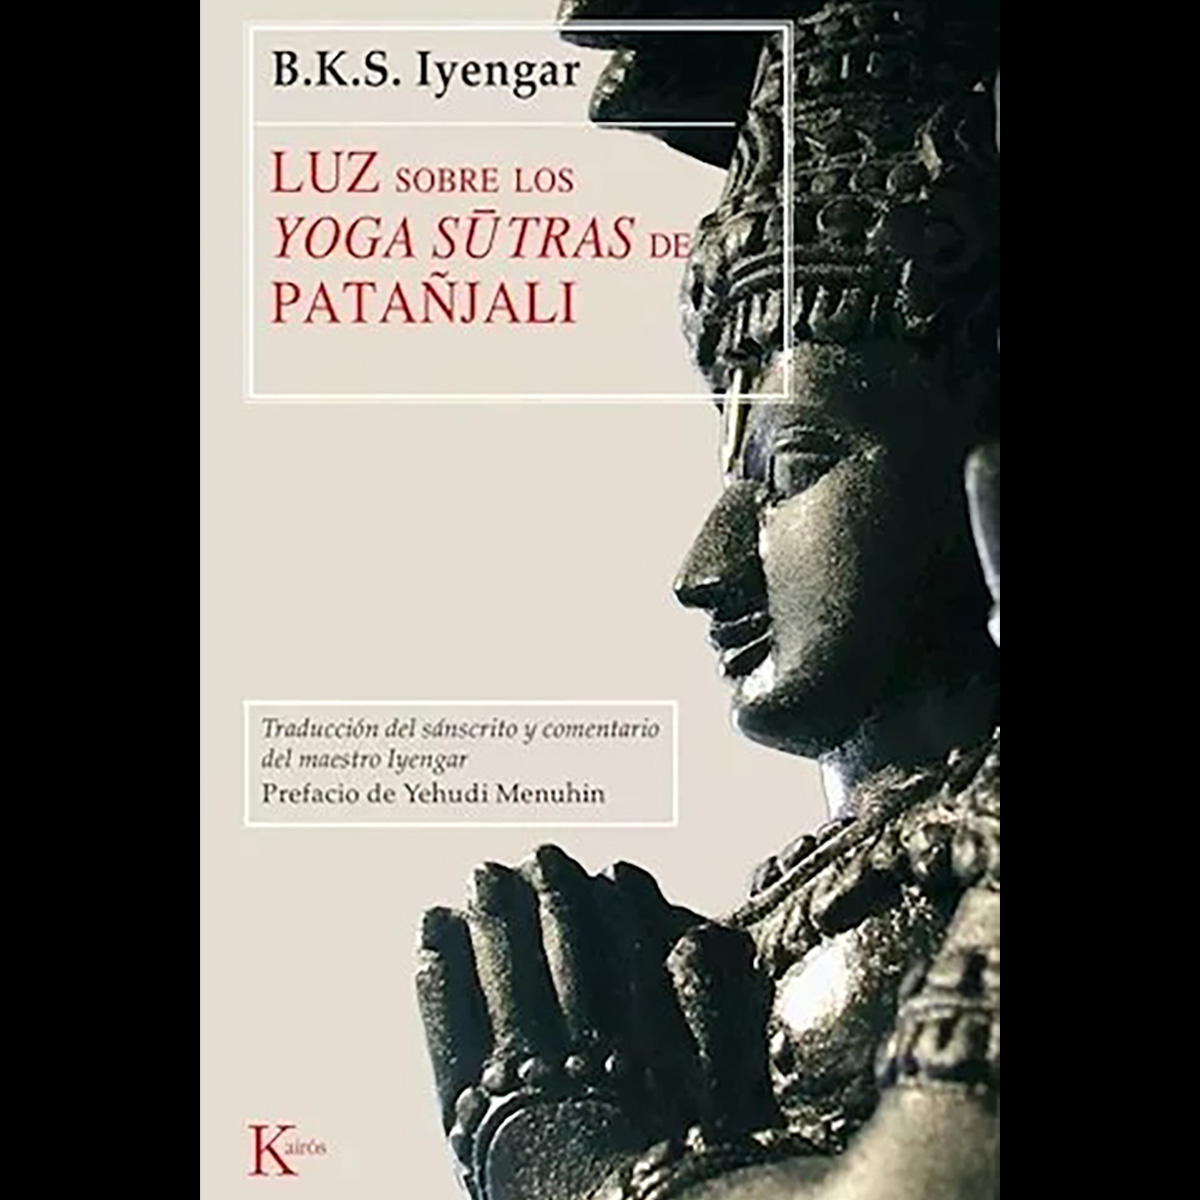 B.K.S. Iyengar
LUZ SOBRE LOS
YOGA SŪTRAS DE
PATAÑJALI
Traducción del sánscrito y comentario
del maestro Iyengar
Prefacio de Yehudi Menuhin
Kairós